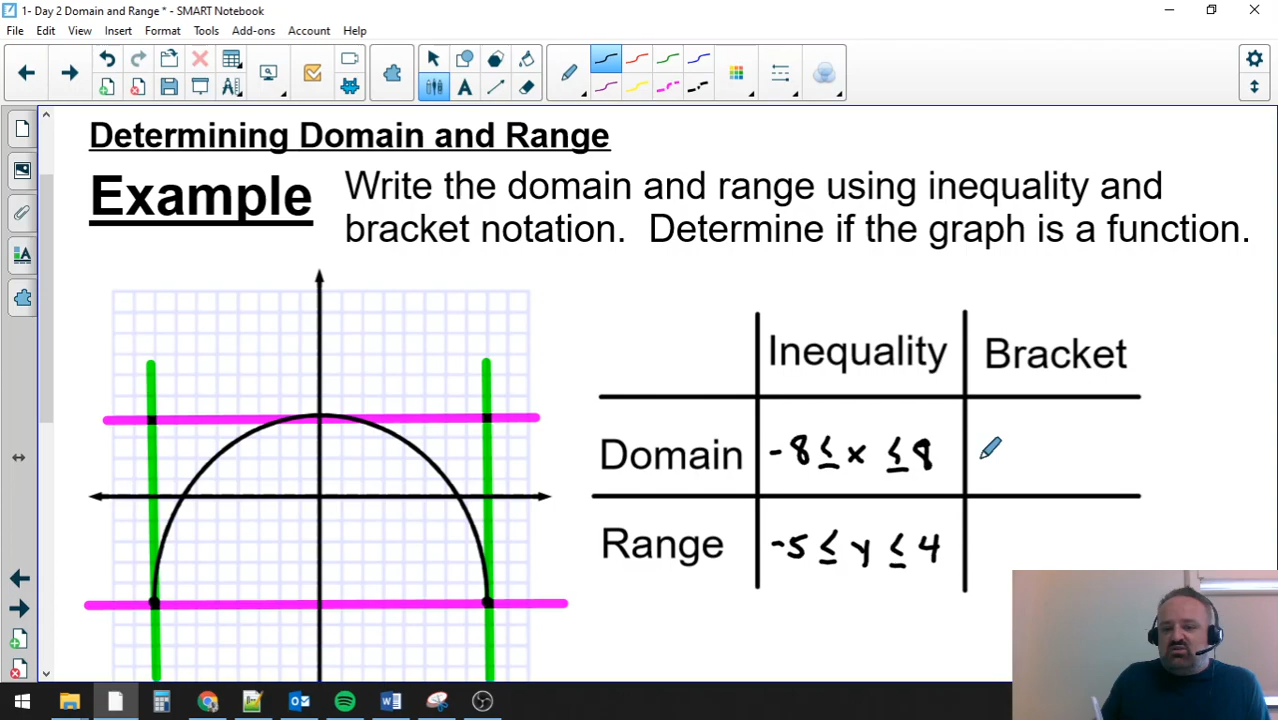 1- Day 2 Domain and Range * - SMART Notebook
File Edit View Insert Format Tools Add-ons Account Help
Determining Domain and Range
Example Write the domain and range using inequality and
bracket notation. Determine if the graph is a function.
Inequality Bracket
Domain -8 ≤ x ≤ 8
Range -5 ≤ y ≤ 4